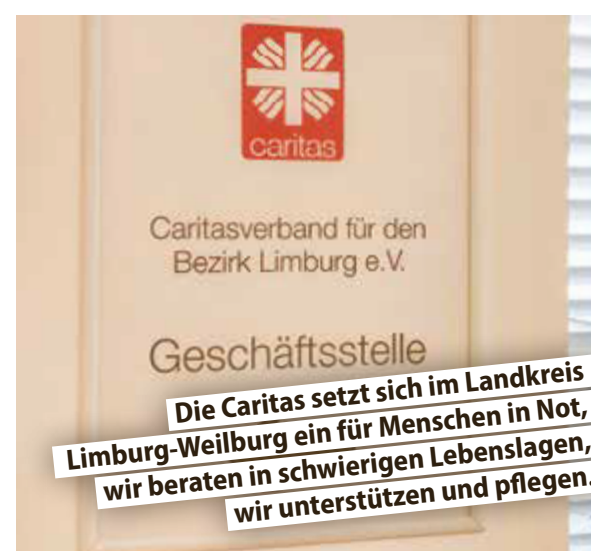 caritas
Caritasverband für den
Bezirk Limburg e.V.
Geschäftsstelle
Die Caritas setzt sich im Landkreis
Limburg-Weilburg ein für Menschen in Not,
wir beraten in schwierigen Lebenslagen,
wir unterstützen und pflegen.